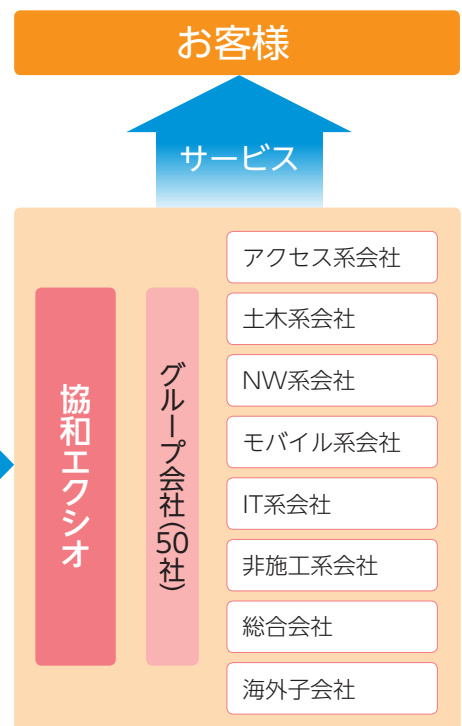 お客様
サービス
協和エクシオ
グループ会社(50社)
アクセス系会社
土木系会社
NW系会社
モバイル系会社
IT系会社
非施工系会社
総合会社
海外子会社